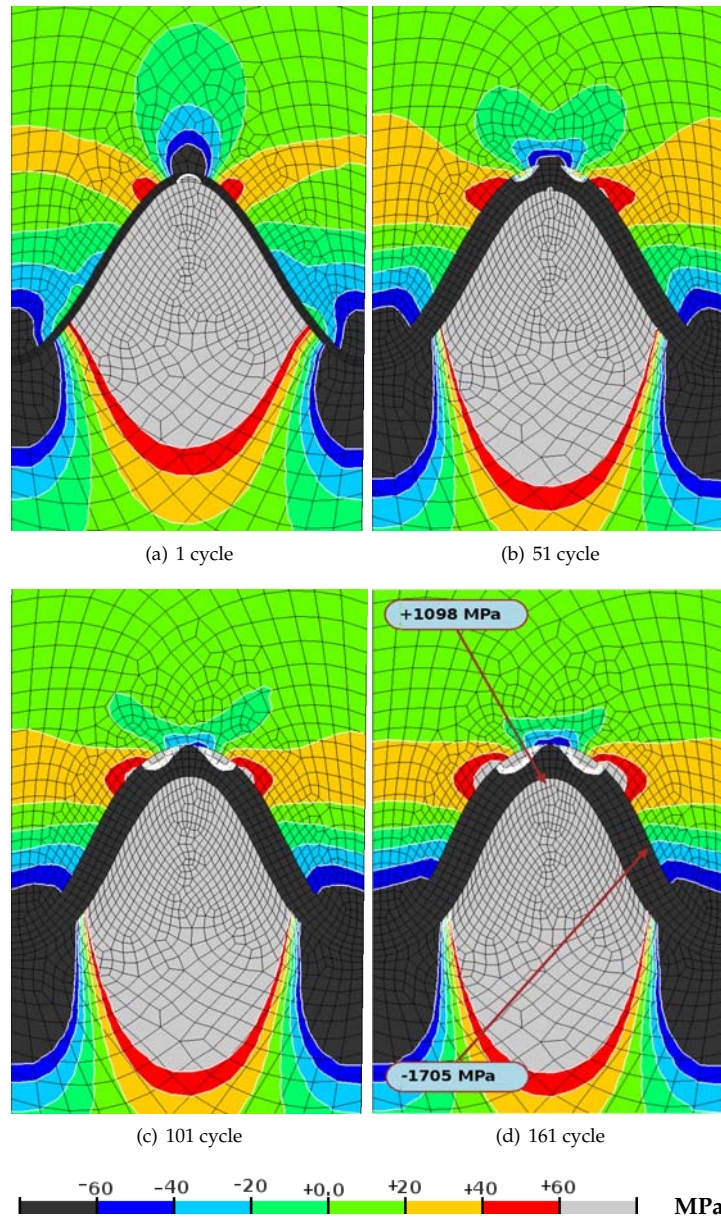 (a) 1 cycle
(b) 51 cycle
+1098 MPa
-1705 MPa
(c) 101 cycle
(d) 161 cycle
-60 -40 -20 +0.0 +20 +40 +60
MPa